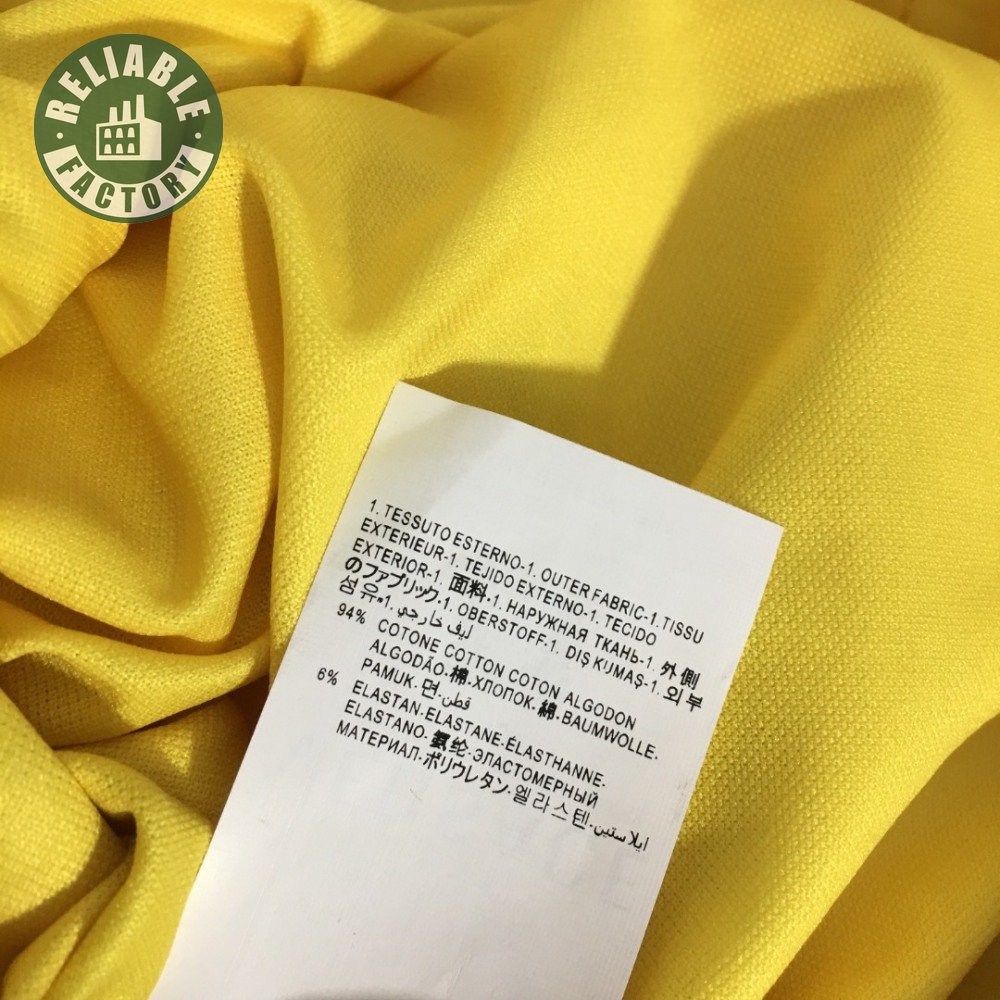 RELIABLE
FACTORY
1. TESSUTO ESTERNO-1. OUTER FABRIC-1.TISSU
EXTERIEUR-1. TEJIDO EXTERNO-1. TECIDO
EXTERIOR-1. 面料-1. НАРУЖНАЯ ТКАНЬ-1. 外側
のファブリック-1. OBERSTOFF-1. DIŞ KUMAŞ-1. 외부
섬유-1. ليف خارجي
94% COTONE COTTON COTON ALGODON
ALGODÃO-棉-ХЛОПОК-綿-BAUMWOLLE-
PAMUK-면-قطن
6% ELASTAN-ELASTANE-ÉLASTHANNE-
ELASTANO-氨纶-ЭЛАСТОМЕРНЫЙ
МАТЕРИАЛ-ポリウレタン-엘라스텐-ايلاستين